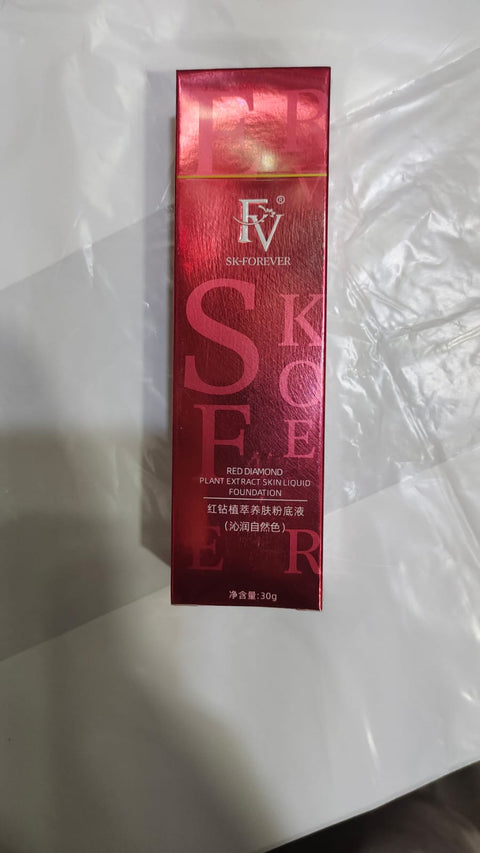 F R
V
FV®
SK-FOREVER
S K
O
F E
RED DIAMOND
PLANT EXTRACT SKIN LIQUID
FOUNDATION
红钻植萃养肤粉底液
(沁润自然色)
E R
净含量:30g